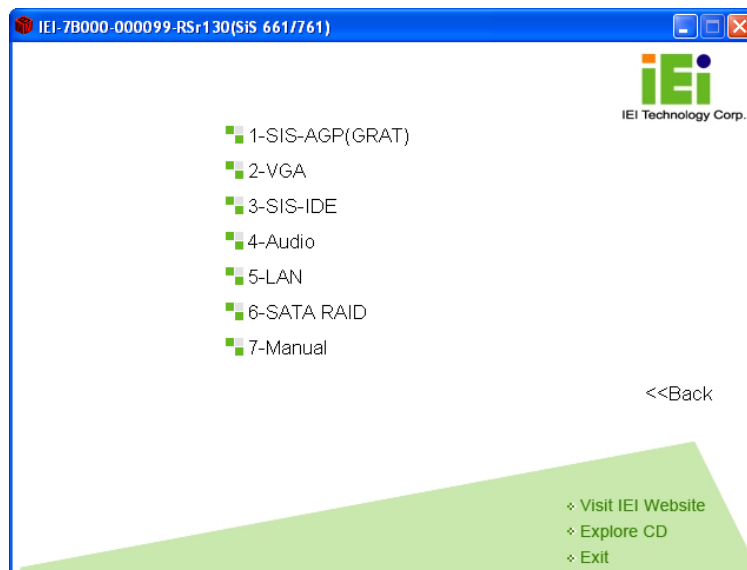 IEI-7B000-000099-RSr130(SiS 661/761)
iEi
IEI Technology Corp.
1-SIS-AGP(GRAT)
2-VGA
3-SIS-IDE
4-Audio
5-LAN
6-SATA RAID
7-Manual
<<Back
Visit IEI Website
Explore CD
Exit